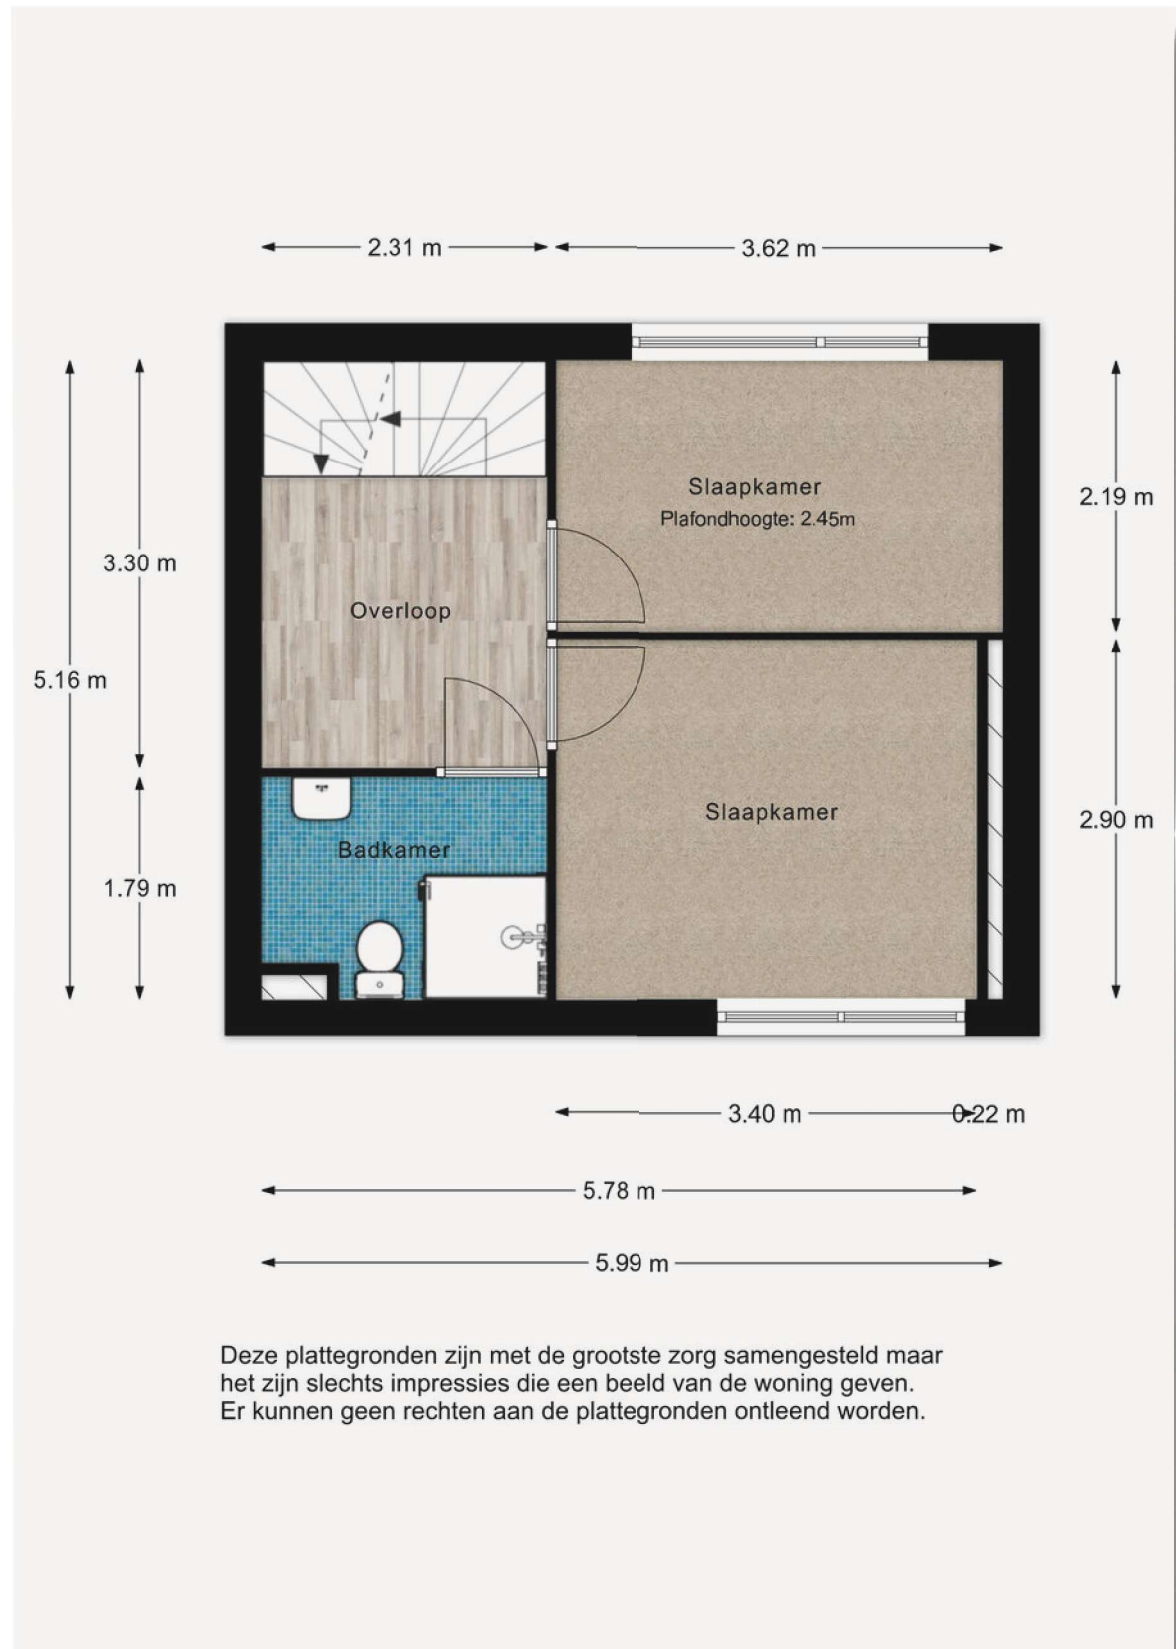 2.31 m
3.62 m
Slaapkamer
Plafondhoogte: 2.45m
2.19 m
3.30 m
Overloop
5.16 m
Slaapkamer
2.90 m
Badkamer
1.79 m
3.40 m
0.22 m
5.78 m
5.99 m
Deze plattegronden zijn met de grootste zorg samengesteld maar
het zijn slechts impressies die een beeld van de woning geven.
Er kunnen geen rechten aan de plattegronden ontleend worden.